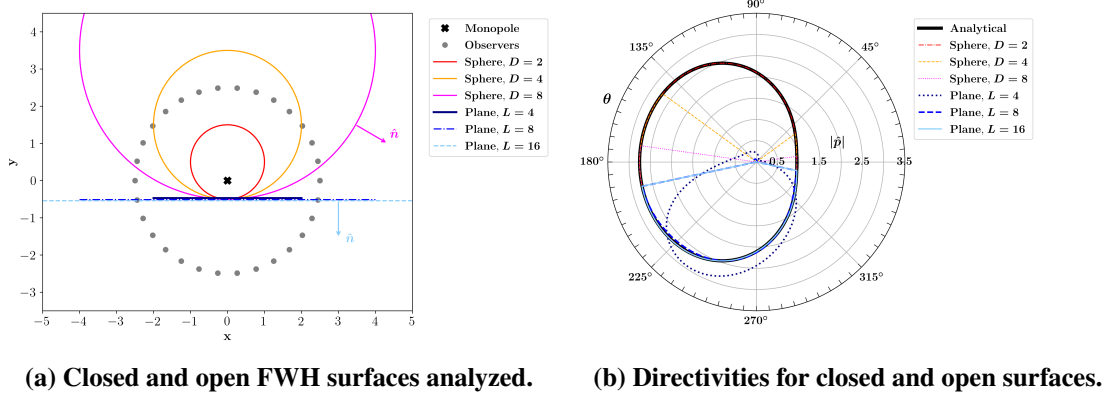 4
3
2
1
0
−1
−2
−3
y
−5
−4
−3
−2
−1
0
1
2
3
4
5
x
n̂
n̂
Monopole
Observers
Sphere, D = 2
Sphere, D = 4
Sphere, D = 8
Plane, L = 4
Plane, L = 8
Plane, L = 16
90°
135°
45°
θ
|p̂|
180°
0.5
1.5
2.5
3.5
225°
315°
270°
Analytical
Sphere, D = 2
Sphere, D = 4
Sphere, D = 8
Plane, L = 4
Plane, L = 8
Plane, L = 16
(a) Closed and open FWH surfaces analyzed.
(b) Directivities for closed and open surfaces.